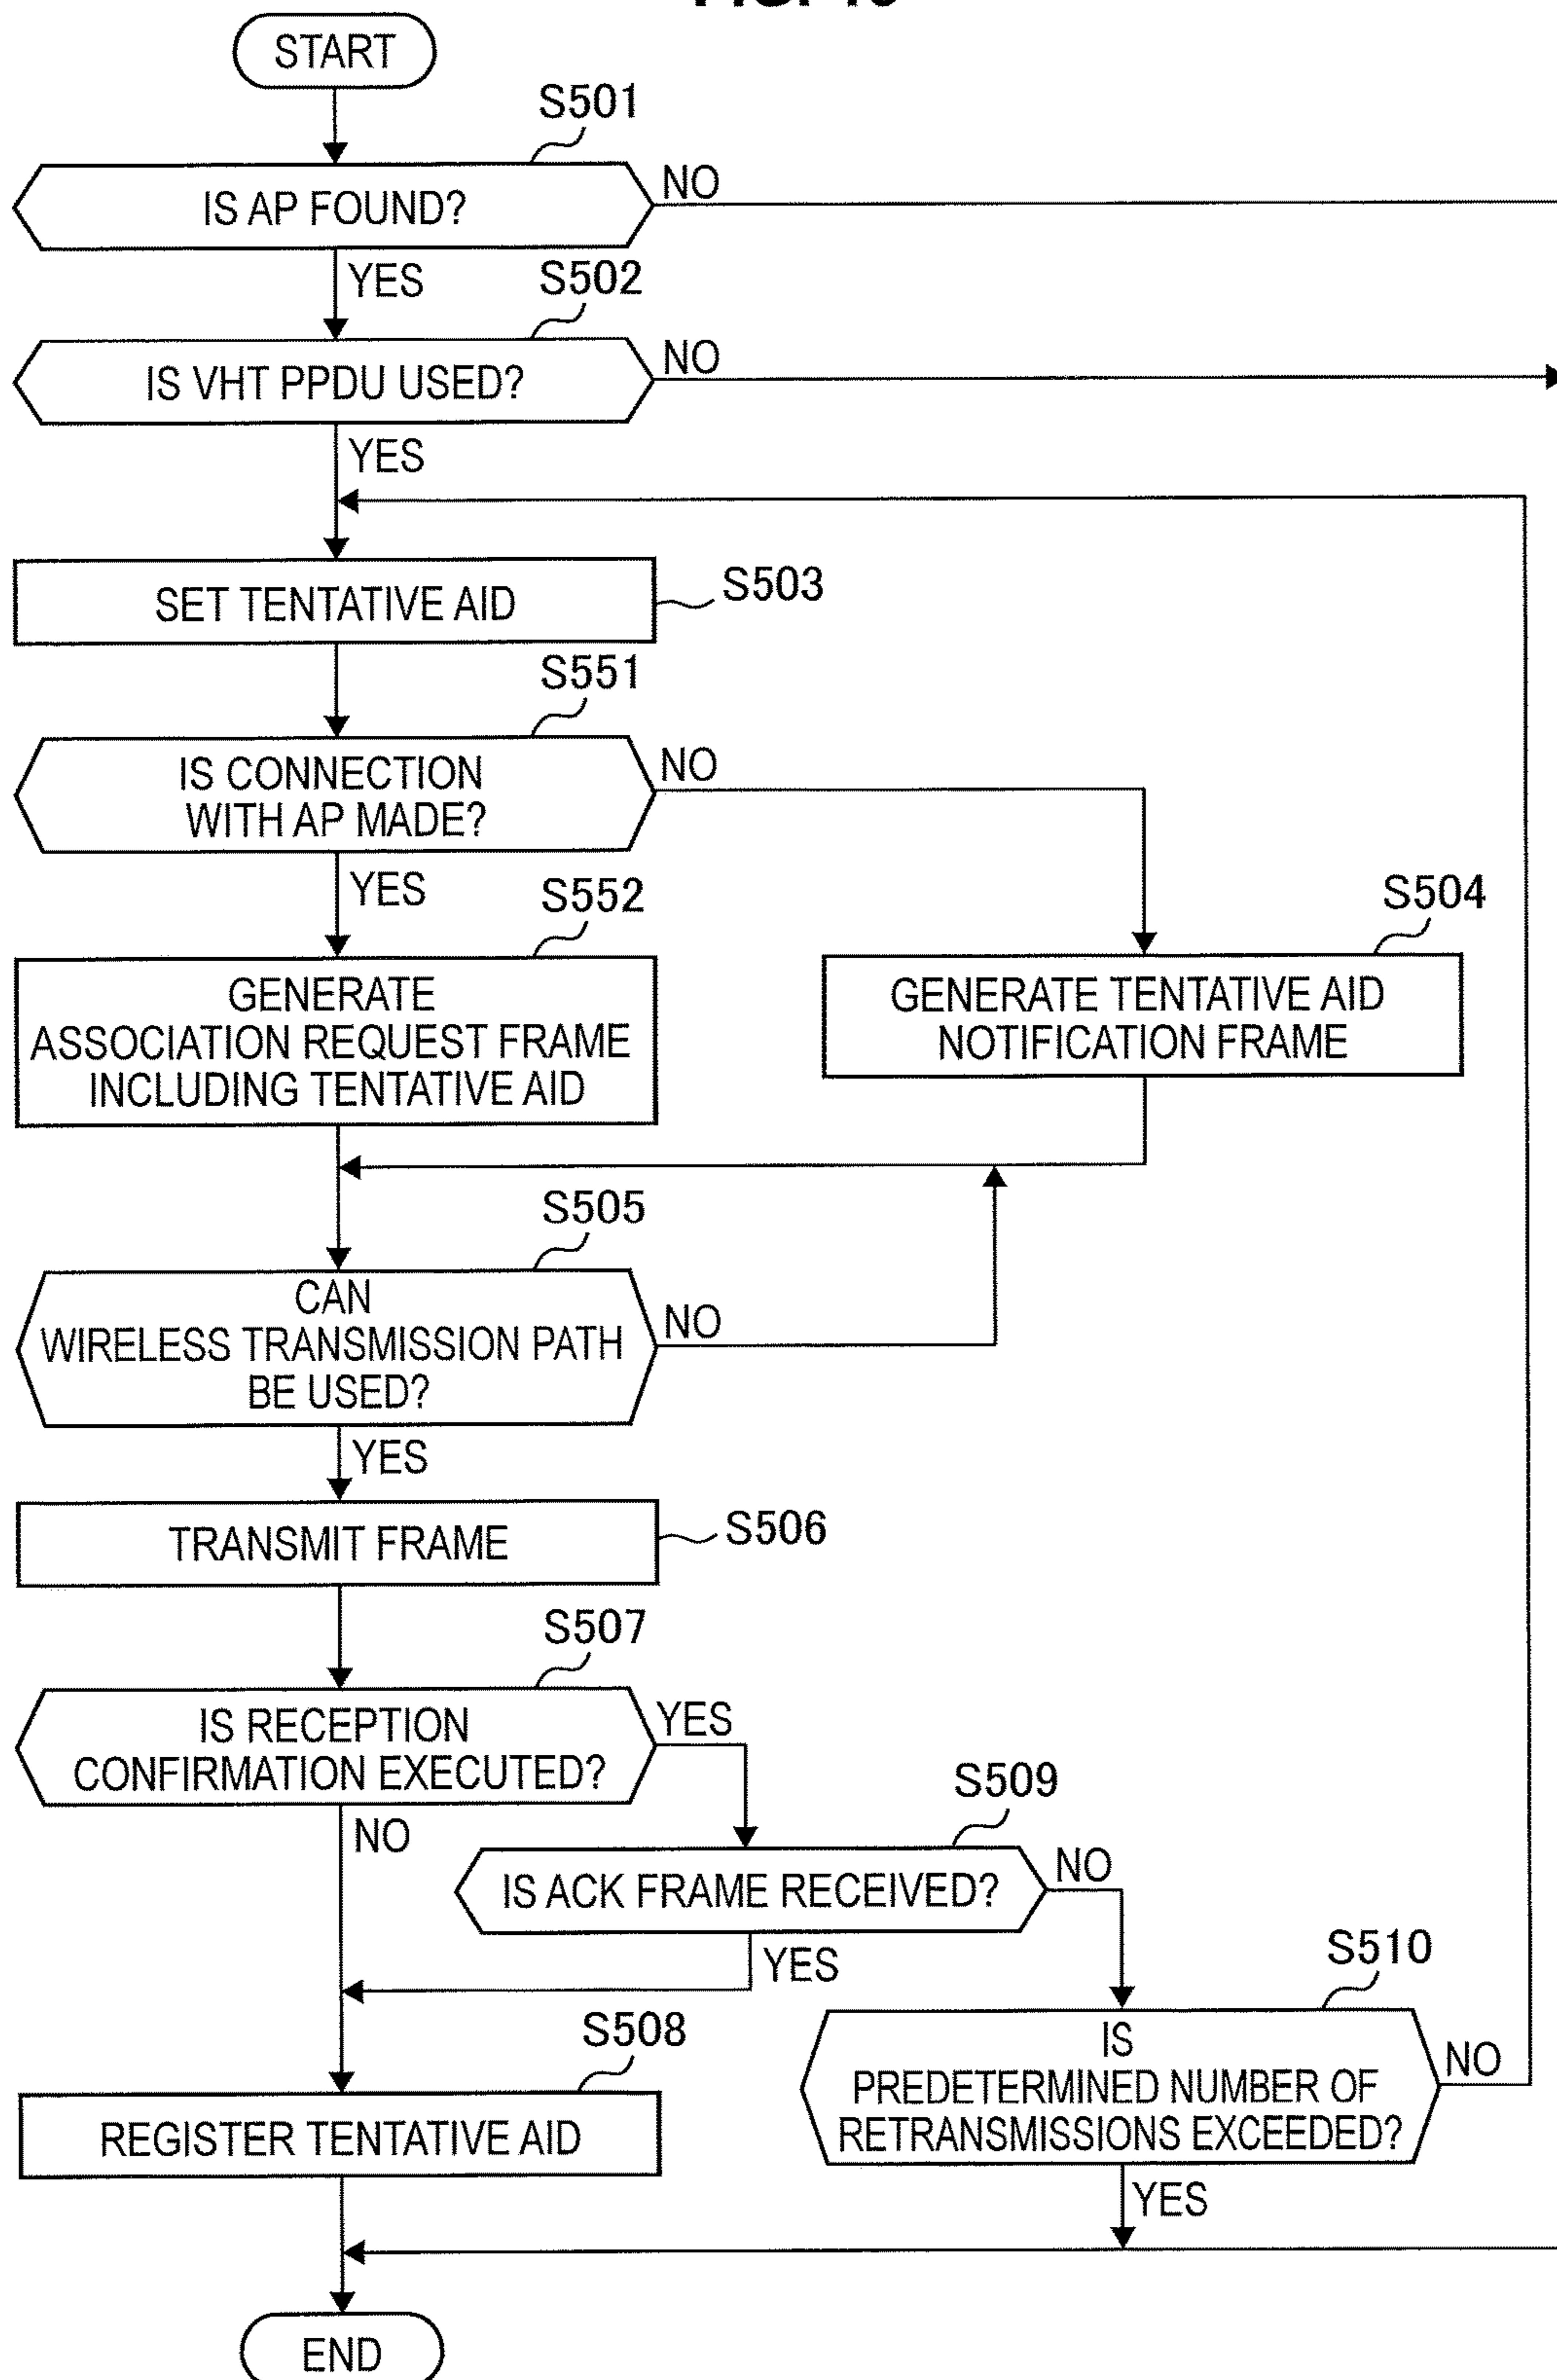 START
S501
IS AP FOUND?
NO
YES
S502
IS VHT PPDU USED?
NO
YES
SET TENTATIVE AID
S503
S551
IS CONNECTION
WITH AP MADE?
NO
YES
S552
GENERATE
ASSOCIATION REQUEST FRAME
INCLUDING TENTATIVE AID
S504
GENERATE TENTATIVE AID
NOTIFICATION FRAME
S505
CAN
WIRELESS TRANSMISSION PATH
BE USED?
NO
YES
TRANSMIT FRAME
S506
S507
IS RECEPTION
CONFIRMATION EXECUTED?
YES
NO
S509
IS ACK FRAME RECEIVED?
NO
YES
S510
IS
PREDETERMINED NUMBER OF
RETRANSMISSIONS EXCEEDED?
NO
YES
S508
REGISTER TENTATIVE AID
END